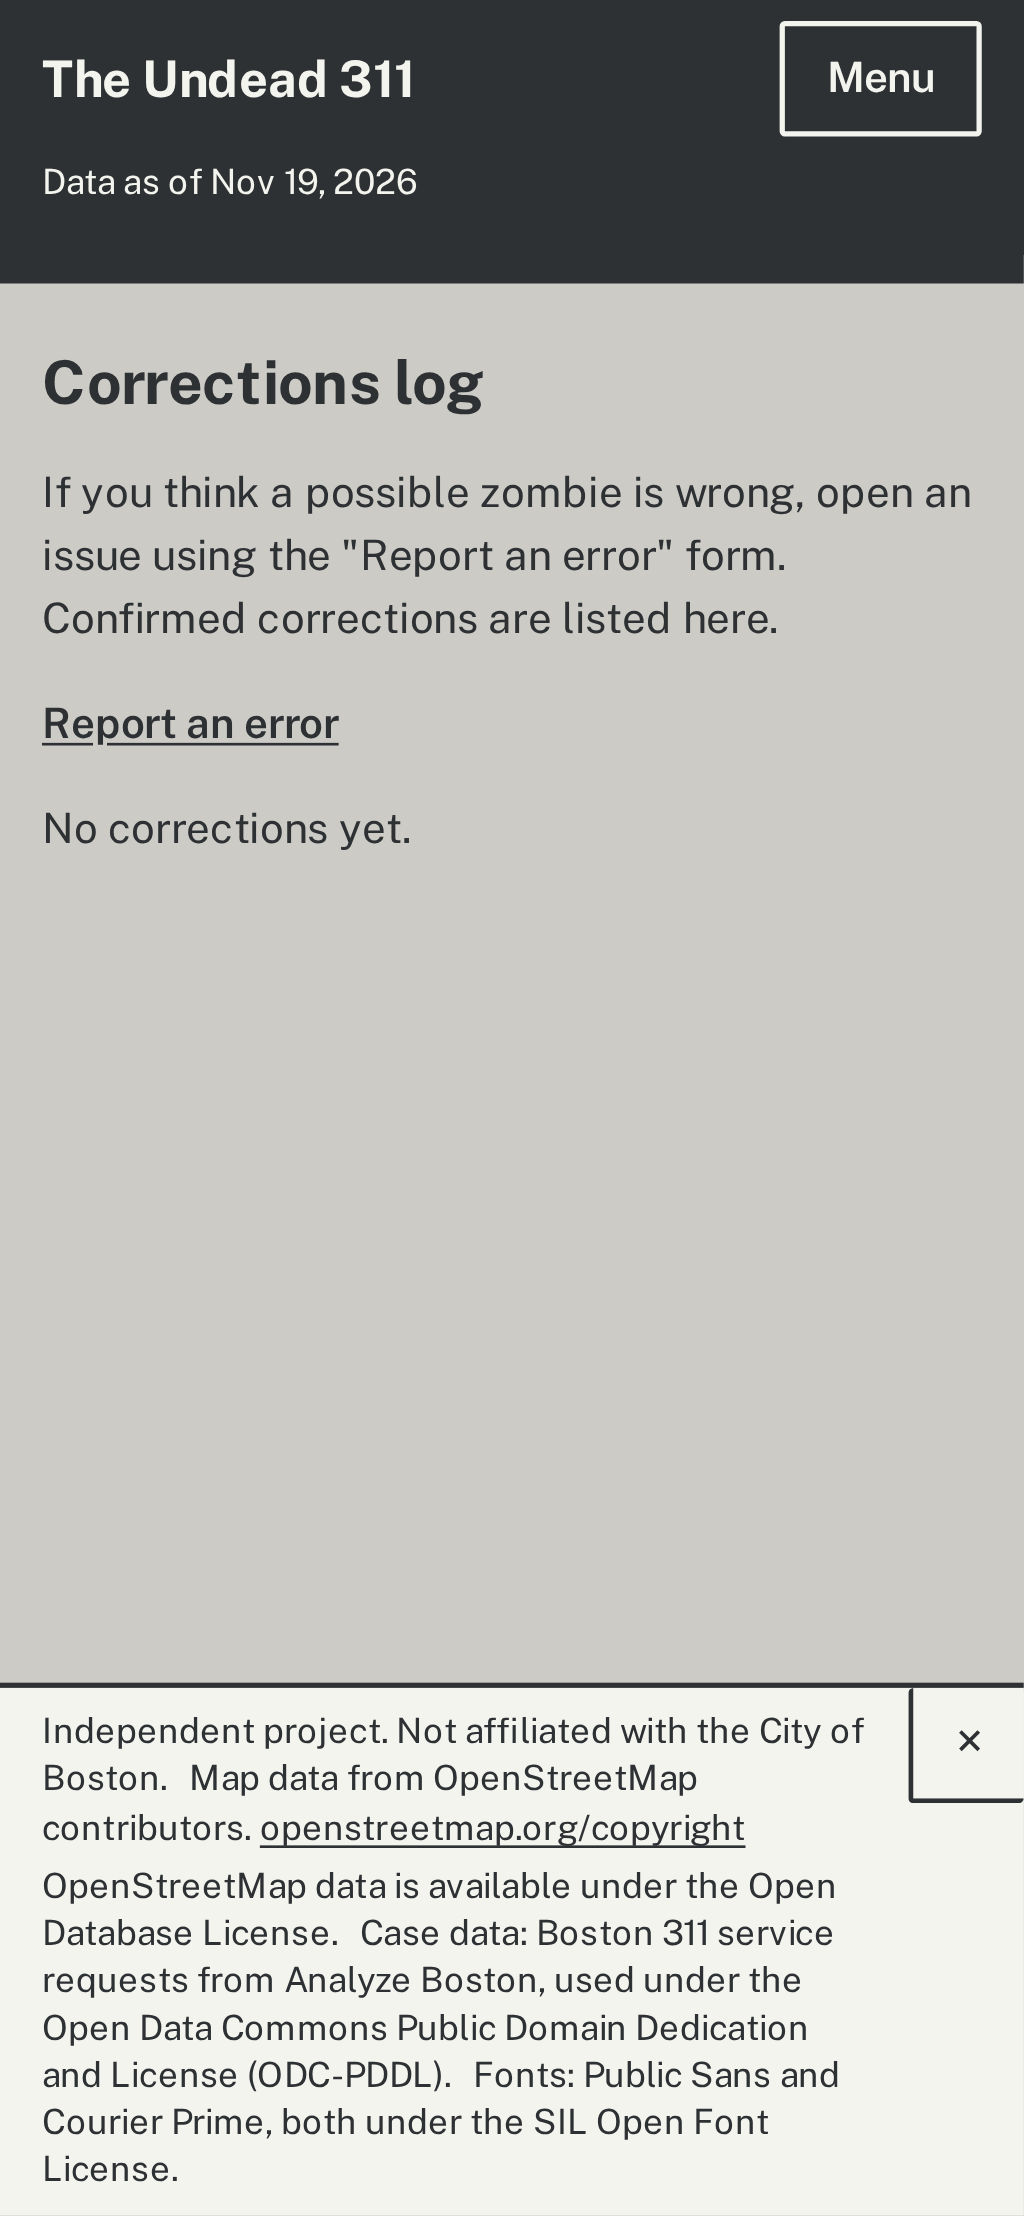 The Undead 311
Menu
Data as of Nov 19, 2026
Corrections log
If you think a possible zombie is wrong, open an
issue using the "Report an error" form.
Confirmed corrections are listed here.
Report an error
No corrections yet.
Independent project. Not affiliated with the City of
Boston. Map data from OpenStreetMap
contributors. openstreetmap.org/copyright
OpenStreetMap data is available under the Open
Database License. Case data: Boston 311 service
requests from Analyze Boston, used under the
Open Data Commons Public Domain Dedication
and License (ODC-PDDL). Fonts: Public Sans and
Courier Prime, both under the SIL Open Font
License.